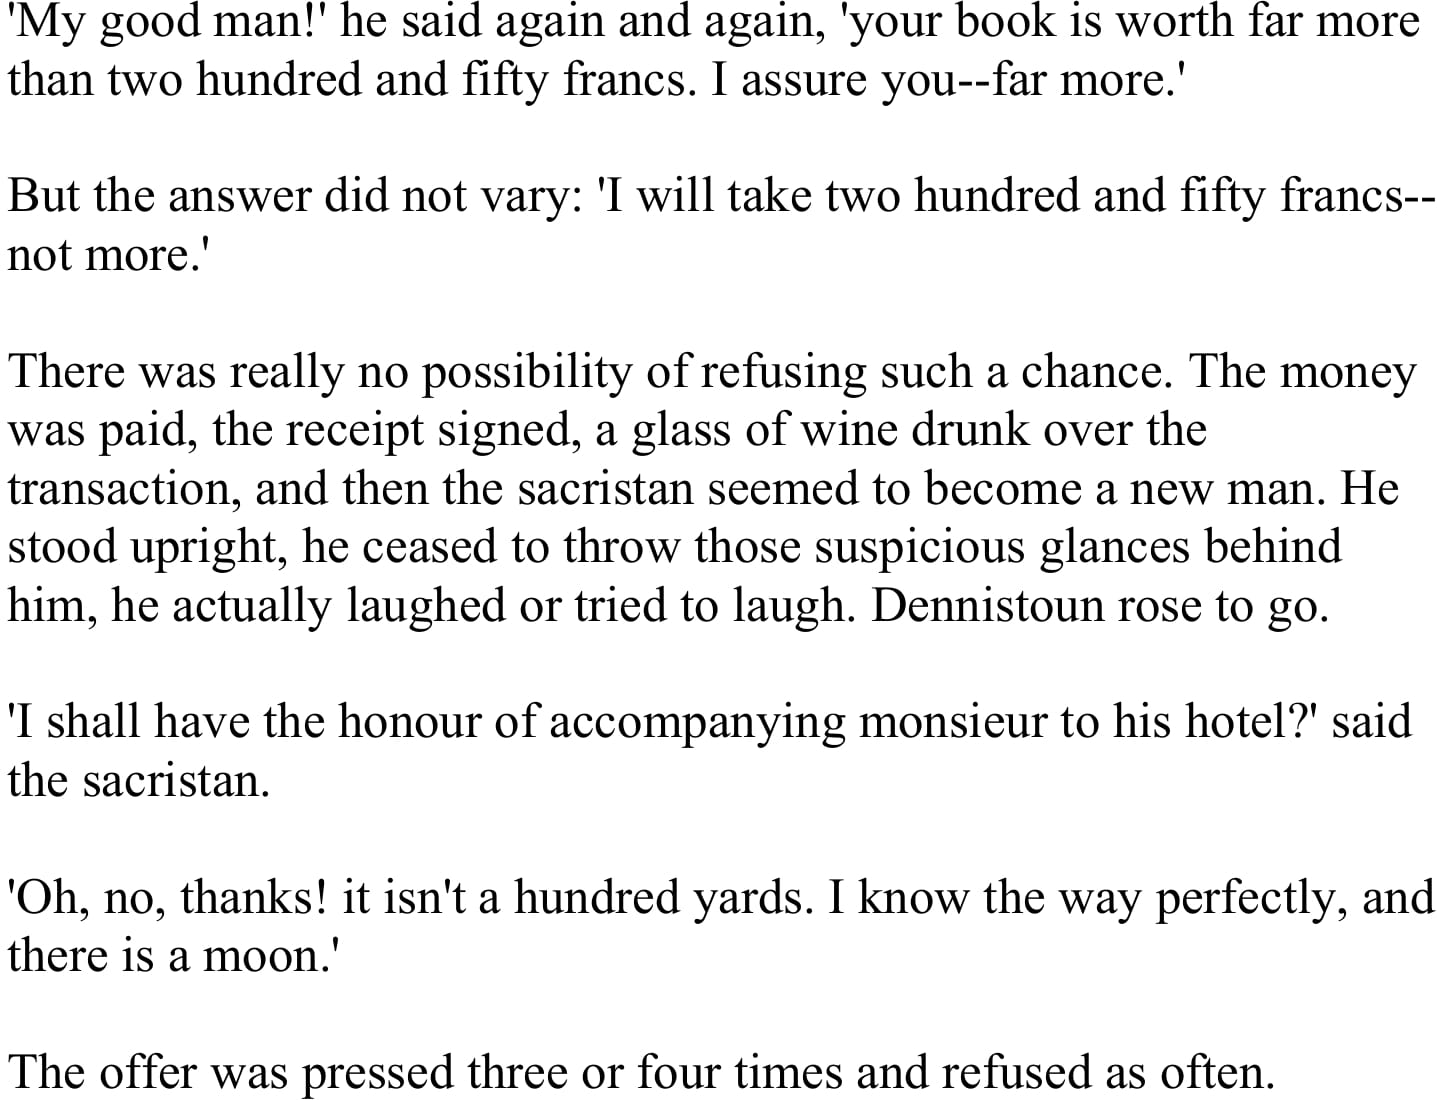 'My good man!' he said again and again, 'your book is worth far more
than two hundred and fifty francs. I assure you--far more.'
But the answer did not vary: 'I will take two hundred and fifty francs--
not more.'
There was really no possibility of refusing such a chance. The money
was paid, the receipt signed, a glass of wine drunk over the
transaction, and then the sacristan seemed to become a new man. He
stood upright, he ceased to throw those suspicious glances behind
him, he actually laughed or tried to laugh. Dennistoun rose to go.
'I shall have the honour of accompanying monsieur to his hotel?' said
the sacristan.
'Oh, no, thanks! it isn't a hundred yards. I know the way perfectly, and
there is a moon.'
The offer was pressed three or four times and refused as often.